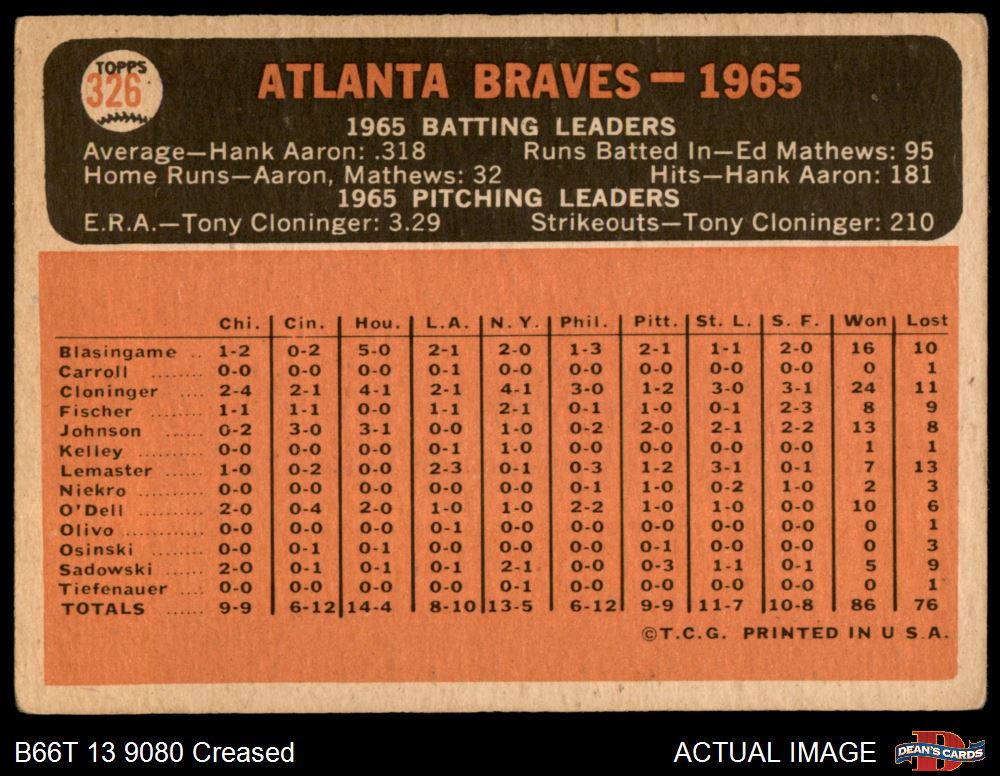 TOPPS
326
ATLANTA BRAVES — 1965
1965 BATTING LEADERS
Average—Hank Aaron: .318 Runs Batted In—Ed Mathews: 95
Home Runs—Aaron, Mathews: 32 Hits—Hank Aaron: 181
1965 PITCHING LEADERS
E.R.A.—Tony Cloninger: 3.29 Strikeouts—Tony Cloninger: 210
Chi. Cin. Hou. L.A. N. Y. Phil. Pitt. St. L. S. F. Won Lost
Blasingame .. 1-2 0-2 5-0 2-1 2-0 1-3 2-1 1-1 2-0 16 10
Carroll ........ 0-0 0-0 0-0 0-1 0-0 0-0 0-0 0-0 0-0 0 1
Cloninger .... 2-4 2-1 4-1 2-1 4-1 3-0 1-2 3-0 3-1 24 11
Fischer ........ 1-1 1-1 0-0 1-1 2-1 0-1 1-0 0-1 2-3 8 9
Johnson ...... 0-2 3-0 3-1 0-0 1-0 0-2 2-0 2-1 2-2 13 8
Kelley ......... 0-0 0-0 0-0 0-1 1-0 0-0 0-0 0-0 0-0 1 1
Lemaster ...... 1-0 0-2 0-0 2-3 0-1 0-3 1-2 3-1 0-1 7 13
Niekro ......... 0-0 0-0 0-0 0-0 0-0 0-1 1-0 0-2 1-0 2 3
O'Dell ......... 2-0 0-4 2-0 1-0 1-0 2-2 1-0 1-0 0-0 10 6
Olivo ........... 0-0 0-0 0-0 0-1 0-0 0-0 0-0 0-0 0-0 0 1
Osinski ........ 0-0 0-1 0-1 0-0 0-0 0-0 0-1 0-0 0-0 0 3
Sadowski ...... 2-0 0-1 0-1 0-1 2-1 0-0 0-3 1-1 0-1 5 9
Tiefenauer .... 0-0 0-0 0-0 0-0 0-1 0-0 0-0 0-0 0-0 0 1
TOTALS ...... 9-9 6-12 14-4 8-10 13-5 6-12 9-9 11-7 10-8 86 76
©T.C.G. PRINTED IN U S.A.
B66T 13 9080 Creased ACTUAL IMAGE
D
DEAN'S CARDS